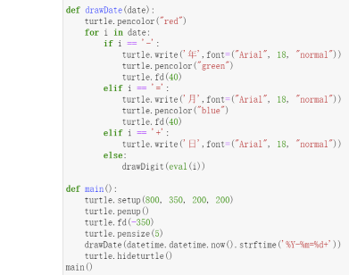 def drawDate(date):
    turtle.pencolor("red")
    for i in date:
        if i == '-':
            turtle.write('年',font=("Arial", 18, "normal"))
            turtle.pencolor("green")
            turtle.fd(40)
        elif i == '=':
            turtle.write('月',font=("Arial", 18, "normal"))
            turtle.pencolor("blue")
            turtle.fd(40)
        elif i == '+':
            turtle.write('日',font=("Arial", 18, "normal"))
        else:
            drawDigit(eval(i))
def main():
    turtle.setup(800, 350, 200, 200)
    turtle.penup()
    turtle.fd(-350)
    turtle.pensize(5)
    drawDate(datetime.datetime.now().strftime('%Y-%m=%d+'))
    turtle.hideturtle()
main()